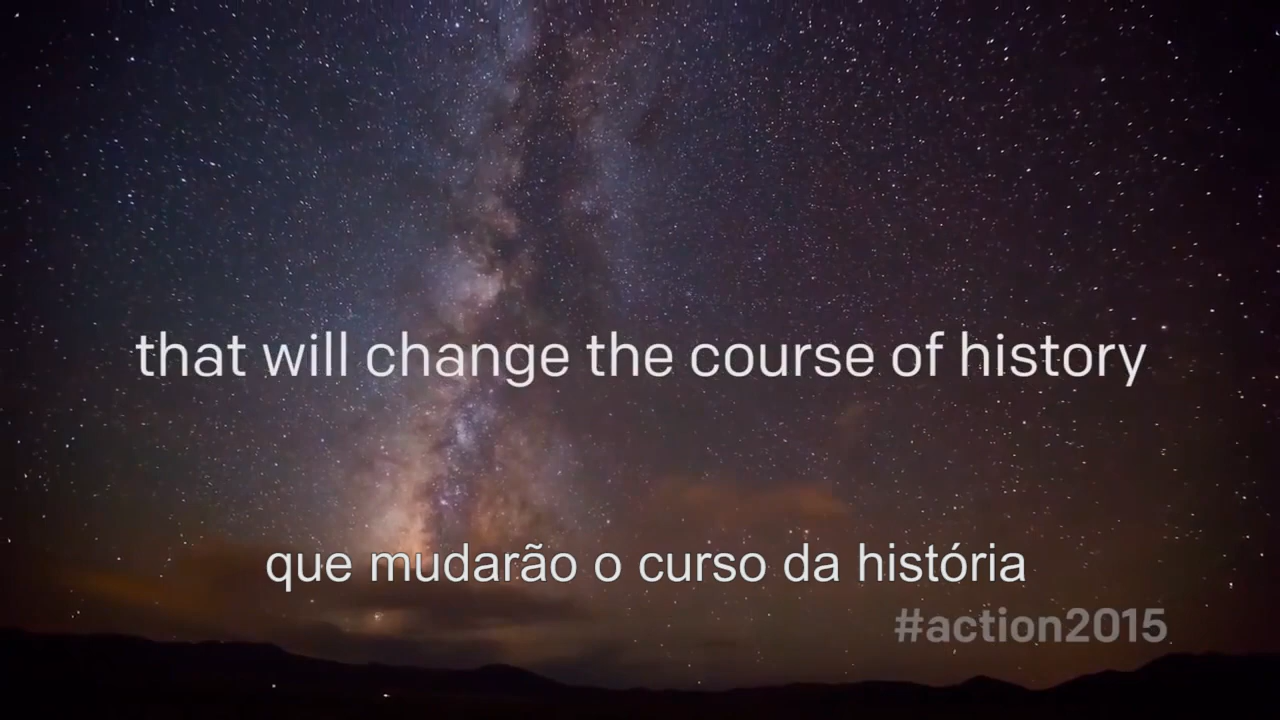 that will change the course of history
que mudarão o curso da história
#action2015